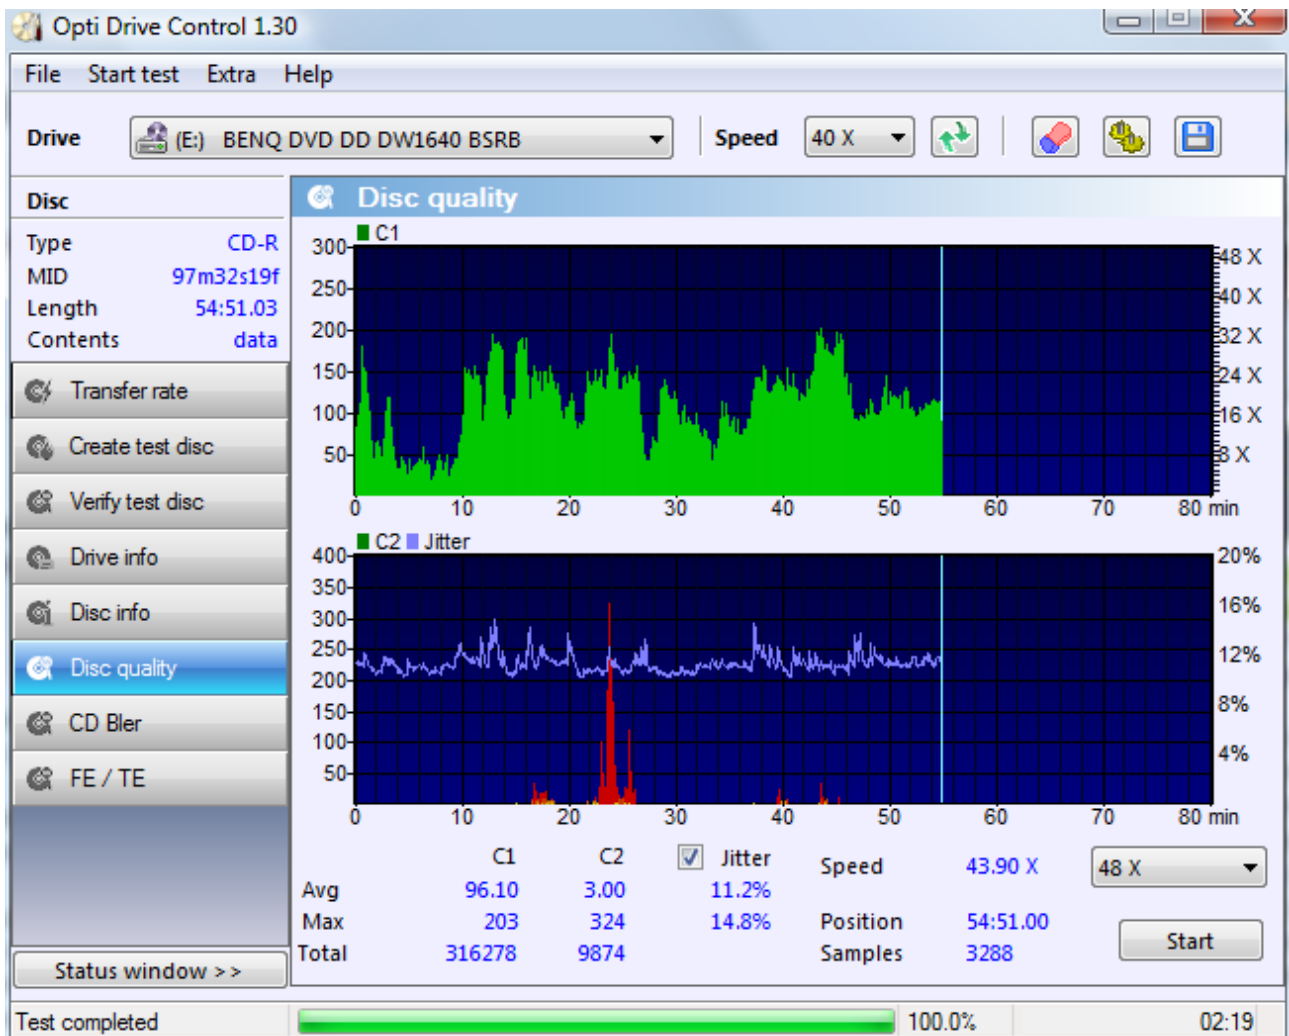 Opti Drive Control 1.30
File Start test Extra Help
Drive (E:) BENQ DVD DD DW1640 BSRB Speed 40 X
Disc
Type CD-R
MID 97m32s19f
Length 54:51.03
Contents data
Transfer rate
Create test disc
Verify test disc
Drive info
Disc info
Disc quality
CD Bler
FE / TE
Status window >>
Disc quality
C1
300 48 X
250 40 X
200 32 X
150 24 X
100 16 X
50 8 X
0 10 20 30 40 50 60 70 80 min
C2 Jitter
400 20%
350
300 16%
250 12%
200
150 8%
100 4%
50
0 10 20 30 40 50 60 70 80 min
C1 C2 Jitter Speed 43.90 X 48 X
Avg 96.10 3.00 11.2%
Max 203 324 14.8% Position 54:51.00
Total 316278 9874 Samples 3288 Start
Test completed 100.0% 02:19